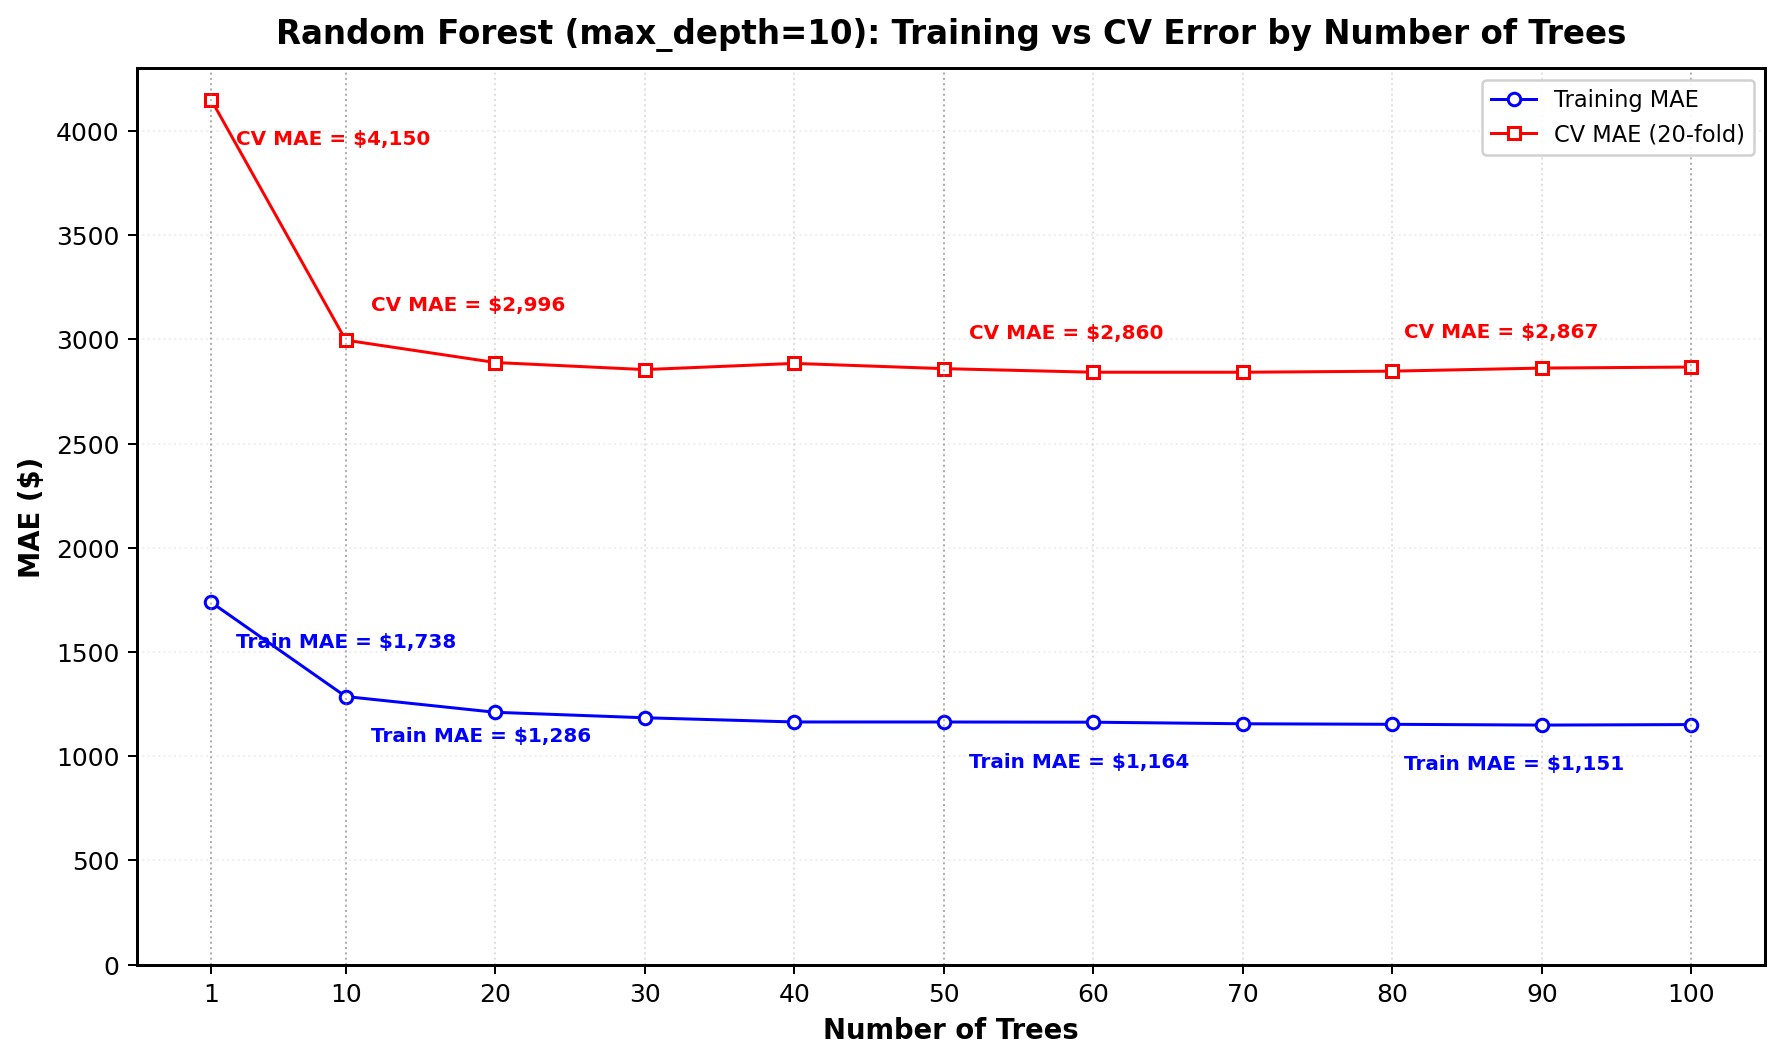 Random Forest (max_depth=10): Training vs CV Error by Number of Trees
Training MAE
CV MAE (20-fold)
CV MAE = $4,150
CV MAE = $2,996
CV MAE = $2,860
CV MAE = $2,867
Train MAE = $1,738
Train MAE = $1,286
Train MAE = $1,164
Train MAE = $1,151
MAE ($)
4000
3500
3000
2500
2000
1500
1000
500
0
1 10 20 30 40 50 60 70 80 90 100
Number of Trees